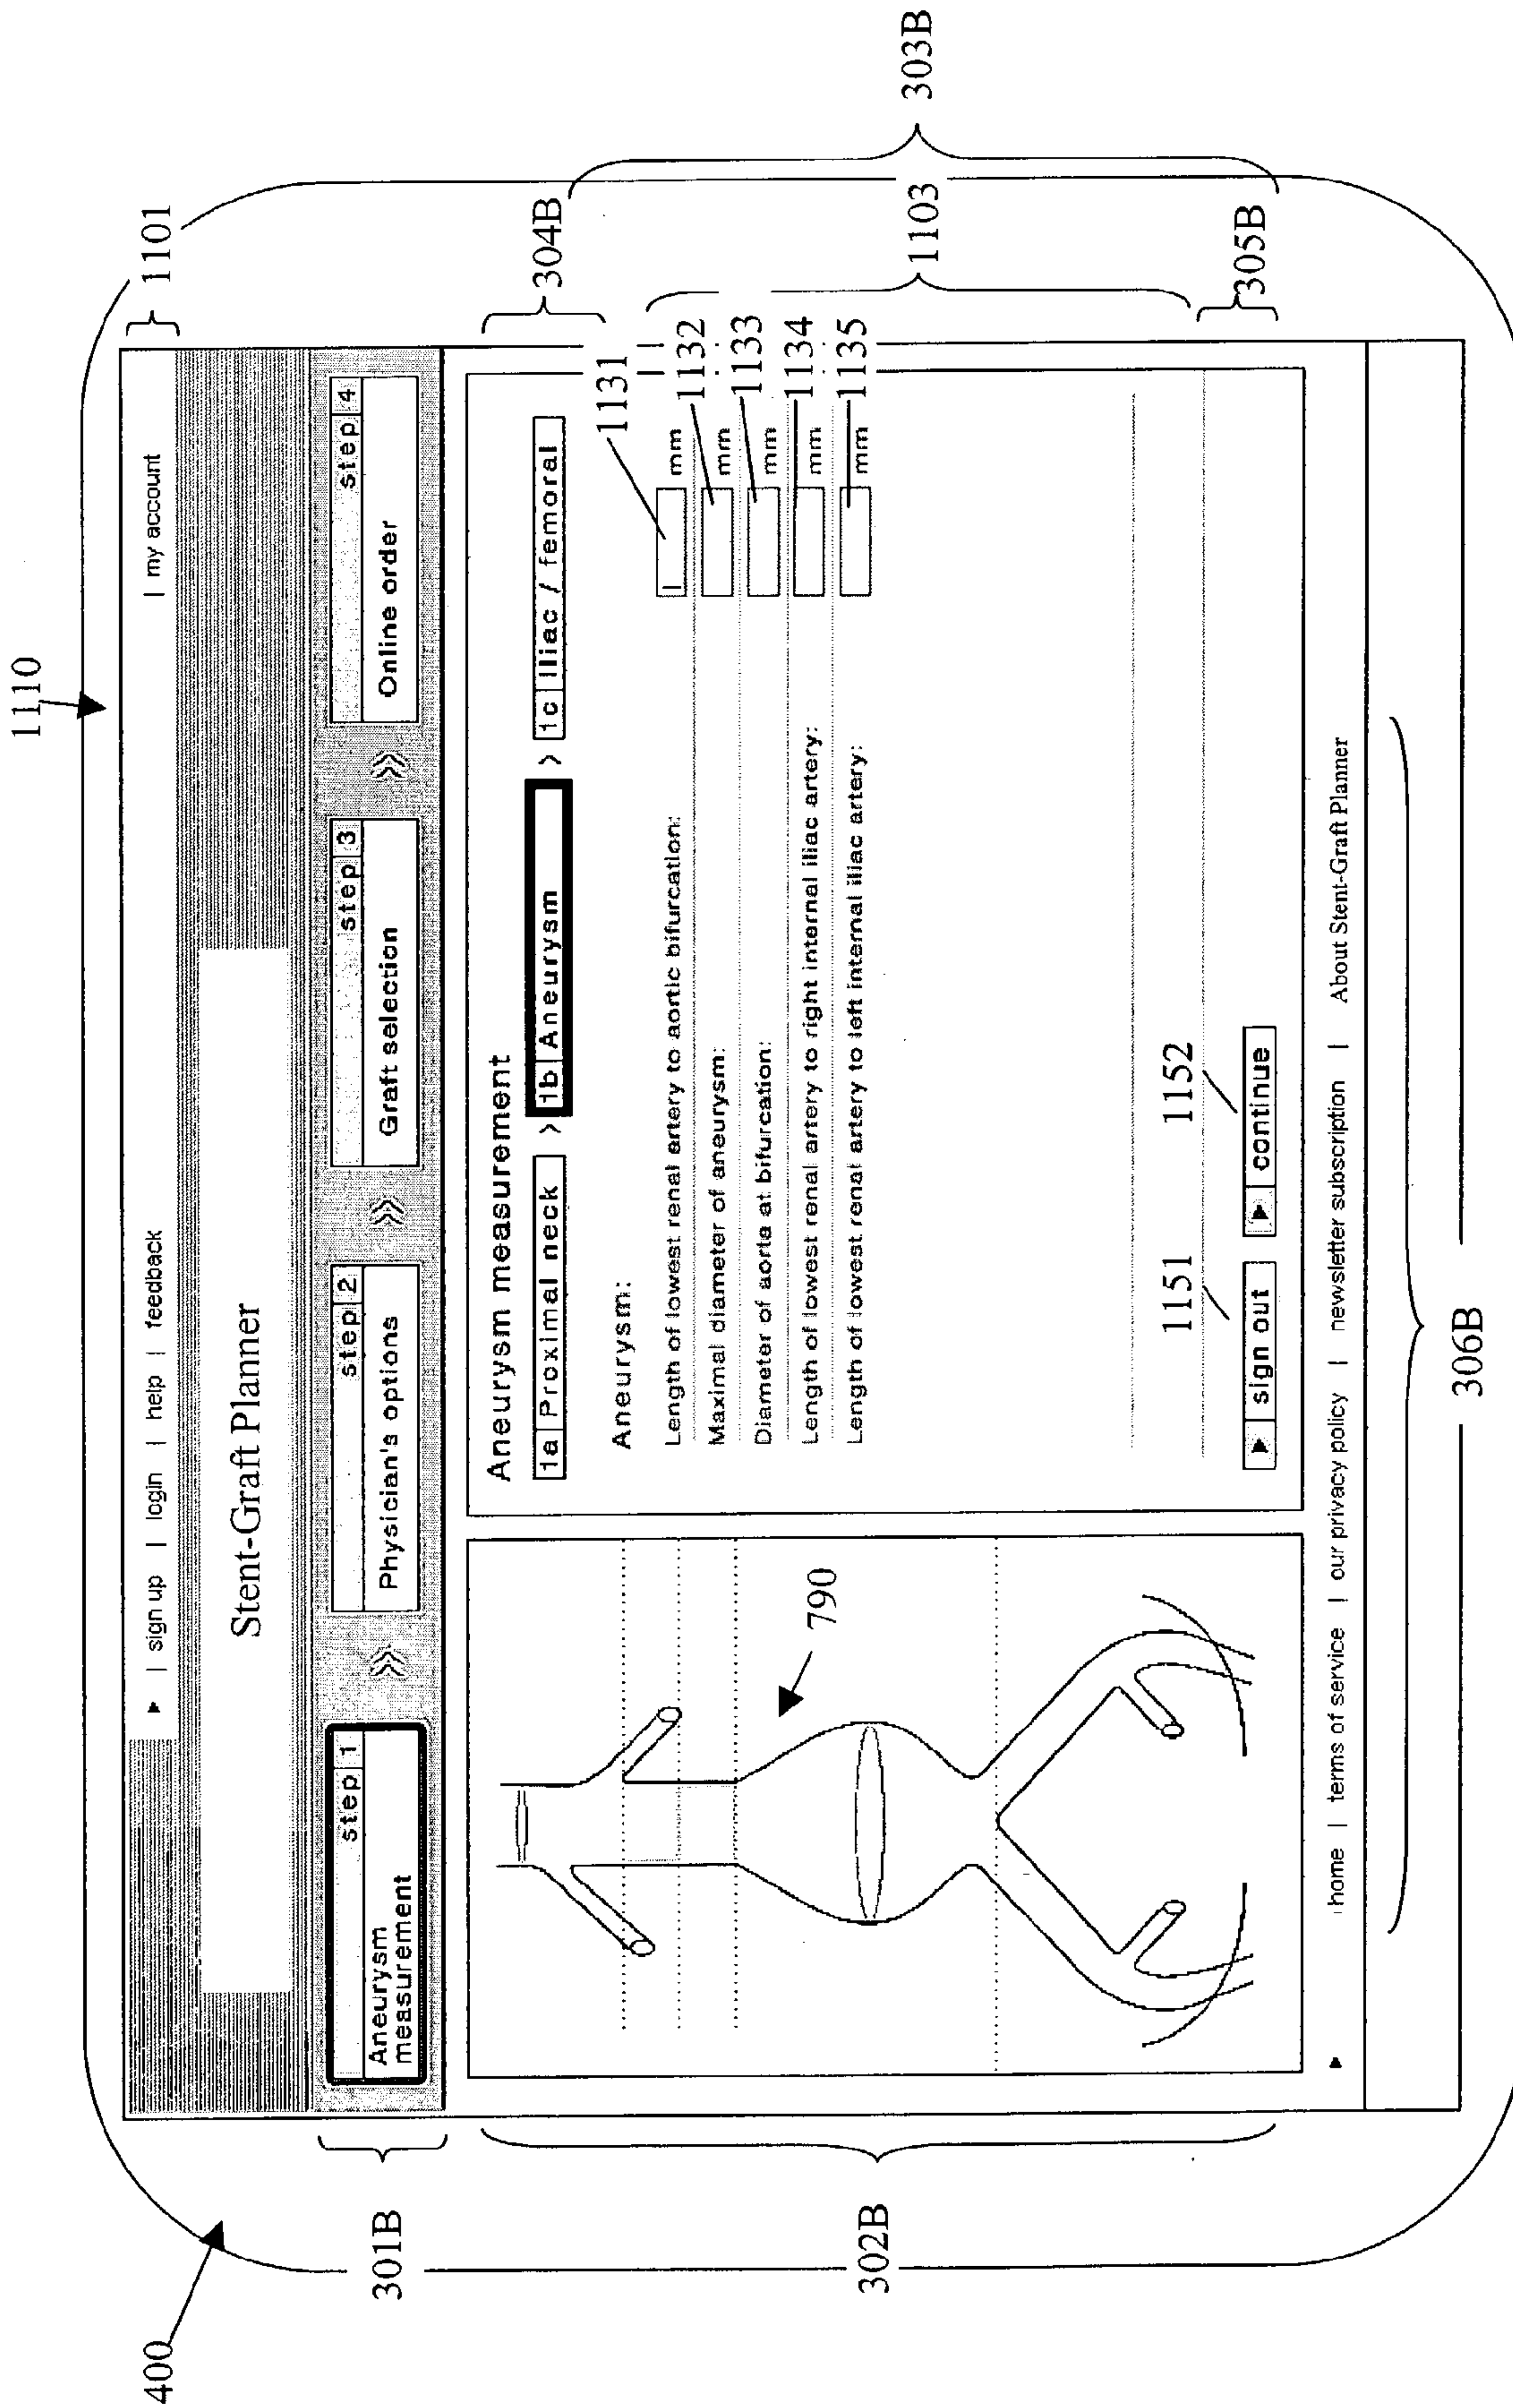 1110
400
1101
▶ | sign up | login | help | feedback
| my account
Stent-Graft Planner
301B
step 1
Aneurysm
measurement
»
step 2
Physician's options
»
step 3
Graft selection
»
step 4
Online order
302B
790
304B
303B
1103
305B
Aneurysm measurement
1a Proximal neck > 1b Aneurysm > 1c Iliac / femoral
Aneurysm:
1131
Length of lowest renal artery to aortic bifurcation: mm
1132
Maximal diameter of aneurysm: mm
1133
Diameter of aorta at bifurcation: mm
1134
Length of lowest renal artery to right internal iliac artery: mm
1135
Length of lowest renal artery to left internal iliac artery: mm
1151
1152
▶ sign out ▶ continue
▶ home | terms of service | our privacy policy | newsletter subscription | About Stent-Graft Planner
306B